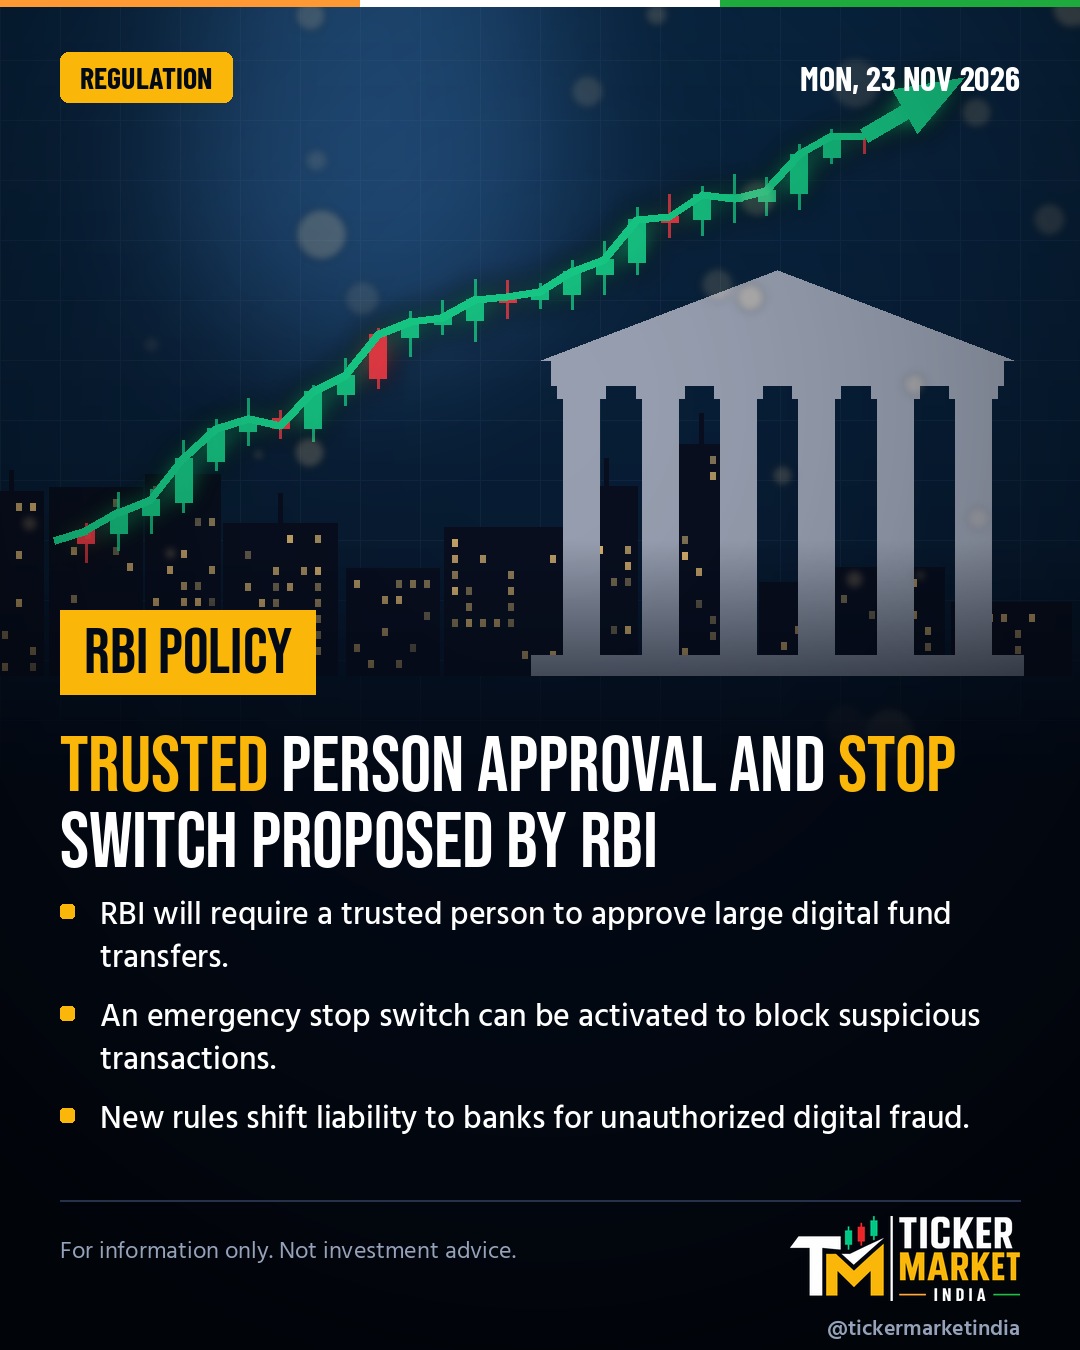 REGULATION
MON, 23 NOV 2026
RBI POLICY
TRUSTED PERSON APPROVAL AND STOP
SWITCH PROPOSED BY RBI
RBI will require a trusted person to approve large digital fund
transfers.
An emergency stop switch can be activated to block suspicious
transactions.
New rules shift liability to banks for unauthorized digital fraud.
For information only. Not investment advice.
TM
TICKER
MARKET
INDIA
@tickermarketindia